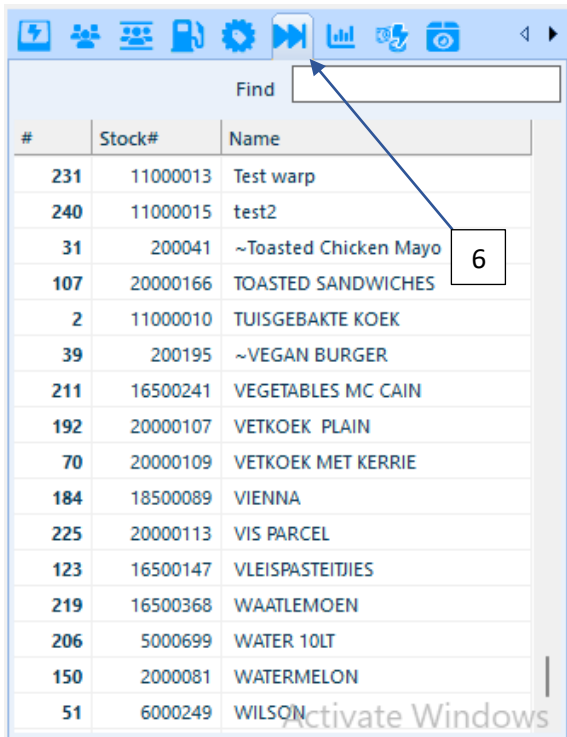 Find
# Stock# Name
231 11000013 Test warp
240 11000015 test2
31 200041 ~Toasted Chicken Mayo
6
107 20000166 TOASTED SANDWICHES
2 11000010 TUISGEBAKTE KOEK
39 200195 ~VEGAN BURGER
211 16500241 VEGETABLES MC CAIN
192 20000107 VETKOEK  PLAIN
70 20000109 VETKOEK MET KERRIE
184 18500089 VIENNA
225 20000113 VIS PARCEL
123 16500147 VLEISPASTEITJIES
219 16500368 WAATLEMOEN
206 5000699 WATER 10LT
150 2000081 WATERMELON
51 6000249 WILSON
Activate Windows